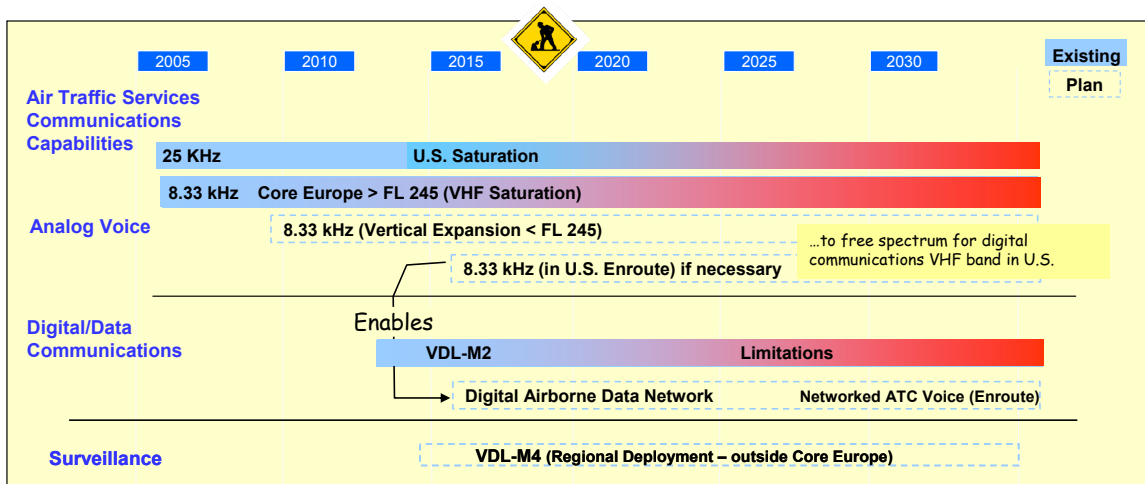 2005 2010 2015 2020 2025 2030
Existing
Plan
Air Traffic Services
Communications
Capabilities
25 KHz U.S. Saturation
8.33 kHz Core Europe > FL 245 (VHF Saturation)
Analog Voice
8.33 kHz (Vertical Expansion < FL 245)
...to free spectrum for digital
communications VHF band in U.S.
8.33 kHz (in U.S. Enroute) if necessary
Enables
Digital/Data
Communications
VDL-M2 Limitations
Digital Airborne Data Network Networked ATC Voice (Enroute)
Surveillance
VDL-M4 (Regional Deployment – outside Core Europe)